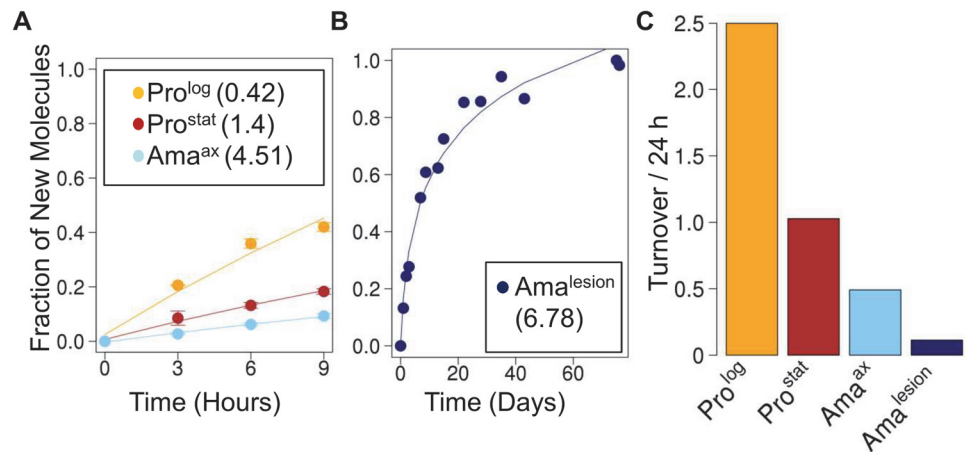 A
Fraction of New Molecules
1.0
0.8
0.6
0.4
0.2
0.0
Pro^log (0.42)
Pro^stat (1.4)
Ama^ax (4.51)
0
3
6
9
Time (Hours)
B
1.0
0.8
0.6
0.4
0.2
0.0
Ama^lesion
(6.78)
0
20
40
60
Time (Days)
C
Turnover / 24 h
2.5
2.0
1.5
1.0
0.5
0
Pro^log
Pro^stat
Ama^ax
Ama^lesion